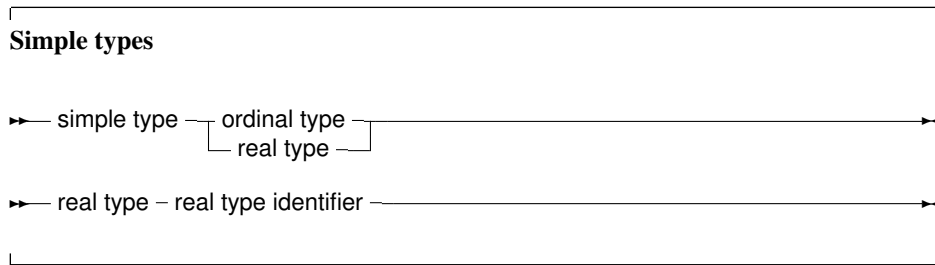 Simple types
simple type ordinal type
real type
real type real type identifier